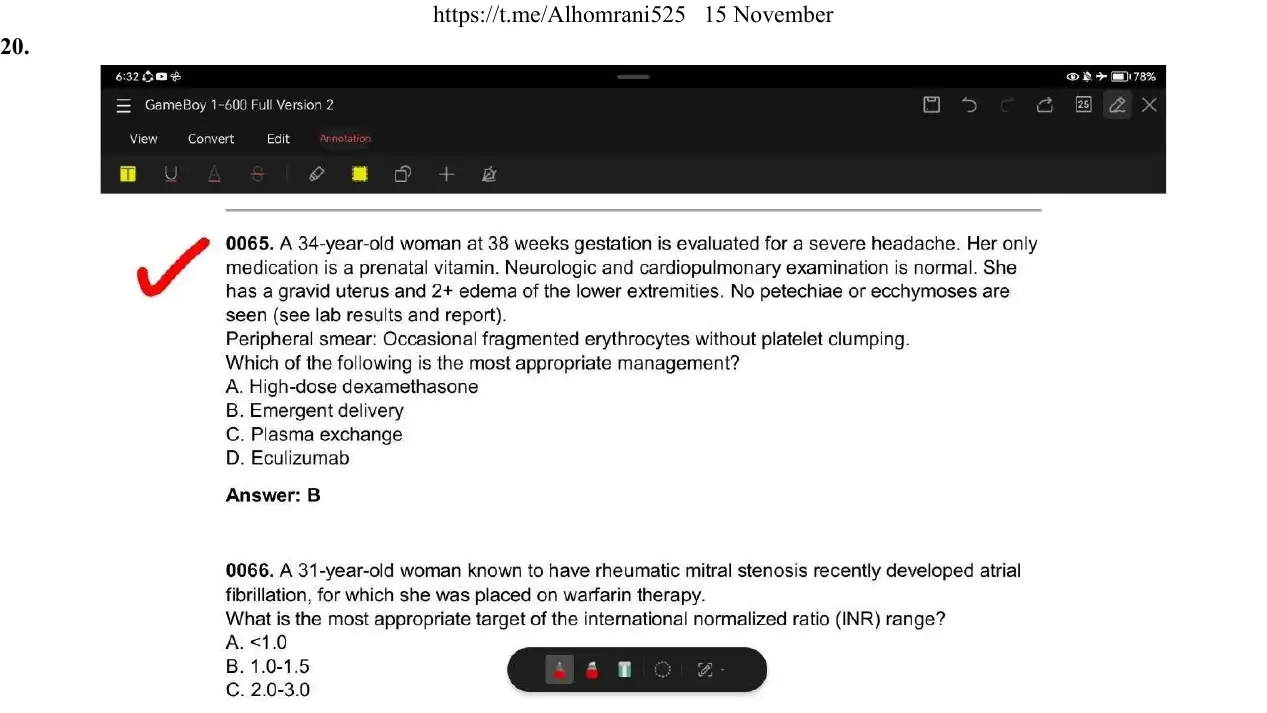 https://t.me/Alhomrani525 15 November
20.
6:32 78%
GameBoy 1-600 Full Version 2 25
View Convert Edit Annotation
T U A S
0065. A 34-year-old woman at 38 weeks gestation is evaluated for a severe headache. Her only
medication is a prenatal vitamin. Neurologic and cardiopulmonary examination is normal. She
has a gravid uterus and 2+ edema of the lower extremities. No petechiae or ecchymoses are
seen (see lab results and report).
Peripheral smear: Occasional fragmented erythrocytes without platelet clumping.
Which of the following is the most appropriate management?
A. High-dose dexamethasone
B. Emergent delivery
C. Plasma exchange
D. Eculizumab
Answer: B
0066. A 31-year-old woman known to have rheumatic mitral stenosis recently developed atrial
fibrillation, for which she was placed on warfarin therapy.
What is the most appropriate target of the international normalized ratio (INR) range?
A. <1.0
B. 1.0-1.5
C. 2.0-3.0